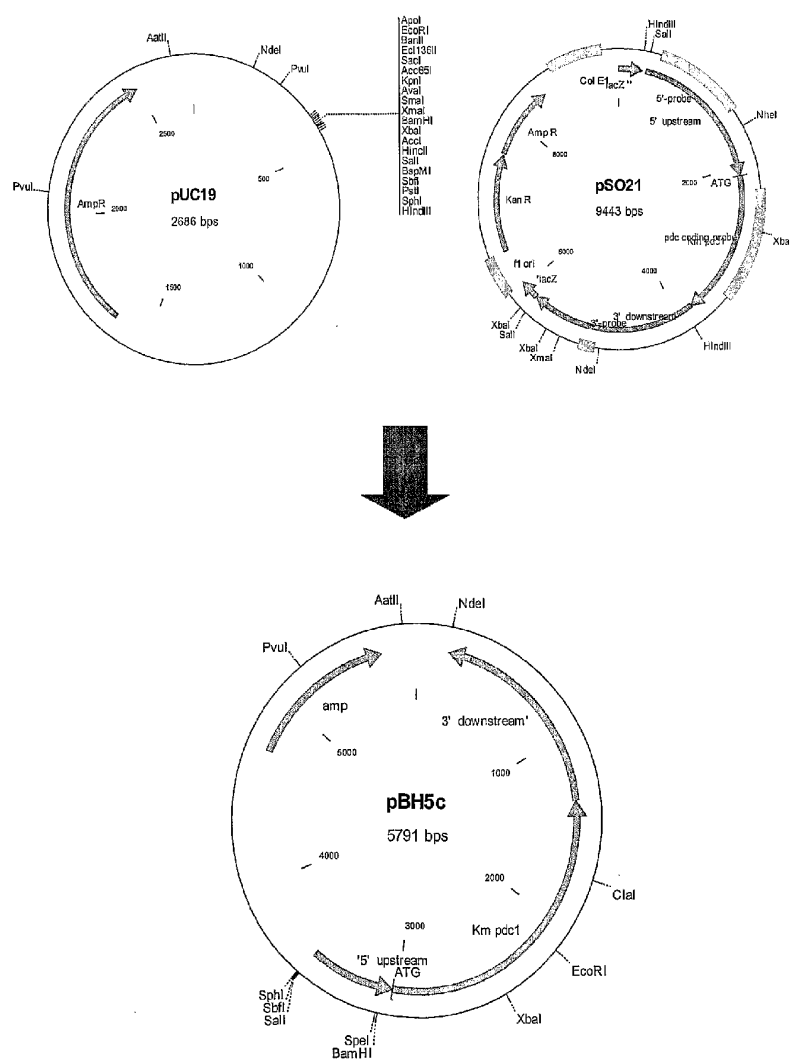 AatII
NdeI
PvuI
PvuI
AmpR
pUC19
2686 bps
2500
500
2000
1000
1500
ApoI
EcoRI
BanII
Ecl136II
SacI
Acc65I
KpnI
AvaI
SmaI
XmaI
BamHI
XbaI
AccI
HincII
SalI
BspMI
SbfI
PstI
SphI
HindIII
HindIII
SalI
Col E1
lacZ''
5'-probe
5' upstream
NheI
Amp R
8000
pSO21
9443 bps
2000
ATG
Kan R
pdc coding probe
Xba
f1 ori
6000
4000
'lacZ
3'-probe
3' downstream
XbaI
SalI
XbaI
XmaI
NdeI
HindIII
AatII
NdeI
PvuI
amp
3' downstream'
5000
1000
pBH5c
5791 bps
4000
2000
ClaI
3000
Km pdc1
'5' upstream
ATG
EcoRI
SphI
SbfI
SalI
XbaI
SpeI
BamHI